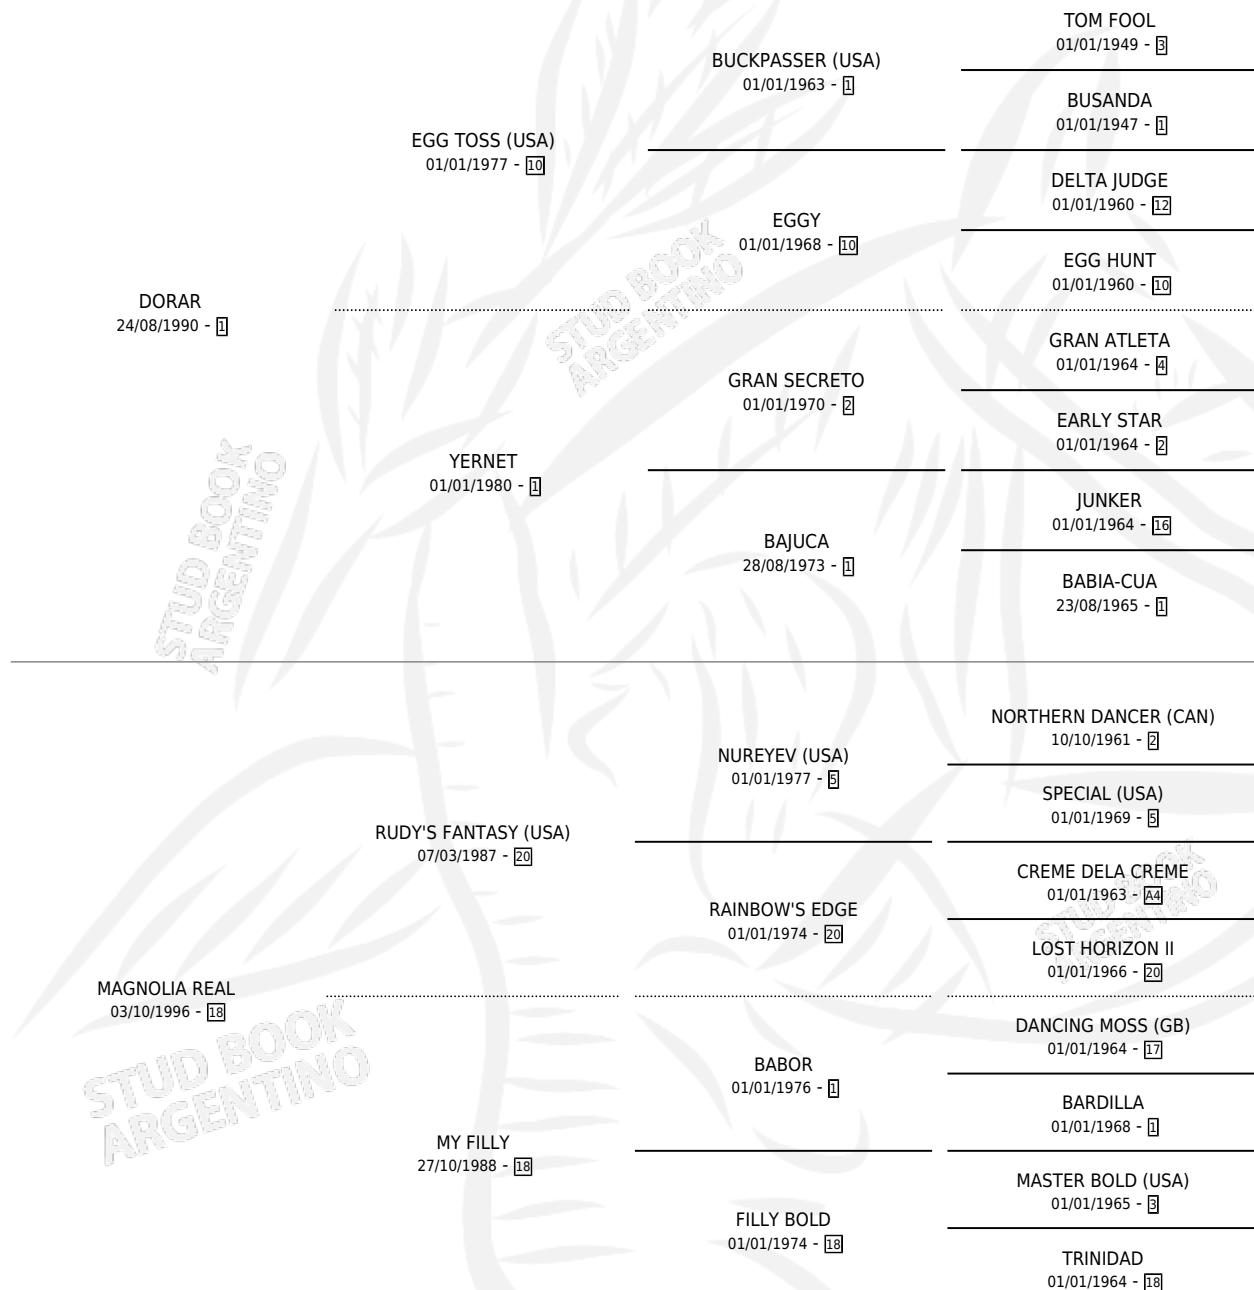 TOM FOOL
01/01/1949 - 3
BUCKPASSER (USA)
01/01/1963 - 1
BUSANDA
01/01/1947 - 1
EGG TOSS (USA)
01/01/1977 - 10
DELTA JUDGE
01/01/1960 - 12
EGGY
01/01/1968 - 10
EGG HUNT
01/01/1960 - 10
DORAR
24/08/1990 - 1
GRAN ATLETA
01/01/1964 - 4
GRAN SECRETO
01/01/1970 - 2
EARLY STAR
01/01/1964 - 2
YERNET
01/01/1980 - 1
JUNKER
01/01/1964 - 16
BAJUCA
28/08/1973 - 1
BABIA-CUA
23/08/1965 - 1
STUD BOOK
ARGENTINO
STUD BOOK
ARGENTINO
NORTHERN DANCER (CAN)
10/10/1961 - 2
NUREYEV (USA)
01/01/1977 - 5
SPECIAL (USA)
01/01/1969 - 5
RUDY'S FANTASY (USA)
07/03/1987 - 20
CREME DELA CREME
01/01/1963 - A4
RAINBOW'S EDGE
01/01/1974 - 20
LOST HORIZON II
01/01/1966 - 20
MAGNOLIA REAL
03/10/1996 - 18
DANCING MOSS (GB)
01/01/1964 - 17
BABOR
01/01/1976 - 1
BARDILLA
01/01/1968 - 1
MY FILLY
27/10/1988 - 18
MASTER BOLD (USA)
01/01/1965 - 3
FILLY BOLD
01/01/1974 - 18
TRINIDAD
01/01/1964 - 18
STUD BOOK
ARGENTINO
STUD BOOK
ARGENTINO